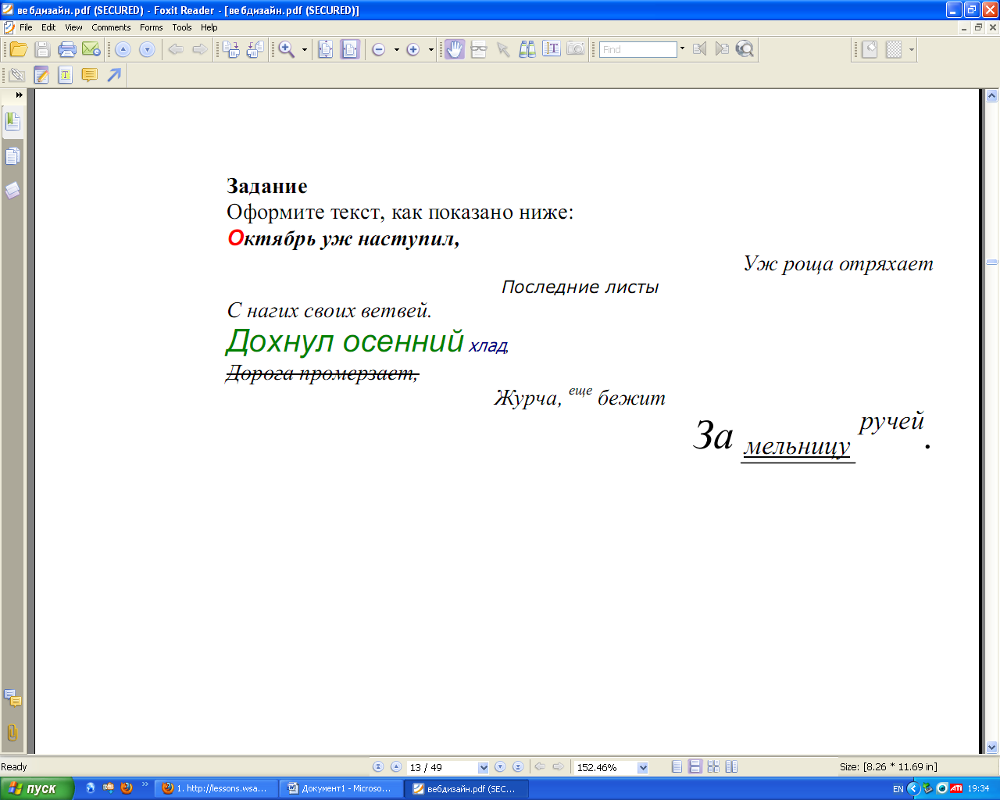 вебдизайн.pdf (SECURED) - Foxit Reader - [вебдизайн.pdf (SECURED)]
File Edit View Comments Forms Tools Help
Find
Задание
Оформите текст, как показано ниже:
Октябрь уж наступил,
Уж роща отряхает
Последние листы
С нагих своих ветвей.
Дохнул осенний хлад,
Дорога промерзает,
Журча, еще бежит
За мельницу ручей.
Ready 13 / 49 152.46% Size: [8.26 * 11.69 in]
пуск 1. http://lessons.wsa... Документ1 - Microso... вебдизайн.pdf (SEC... EN ATI 19:34